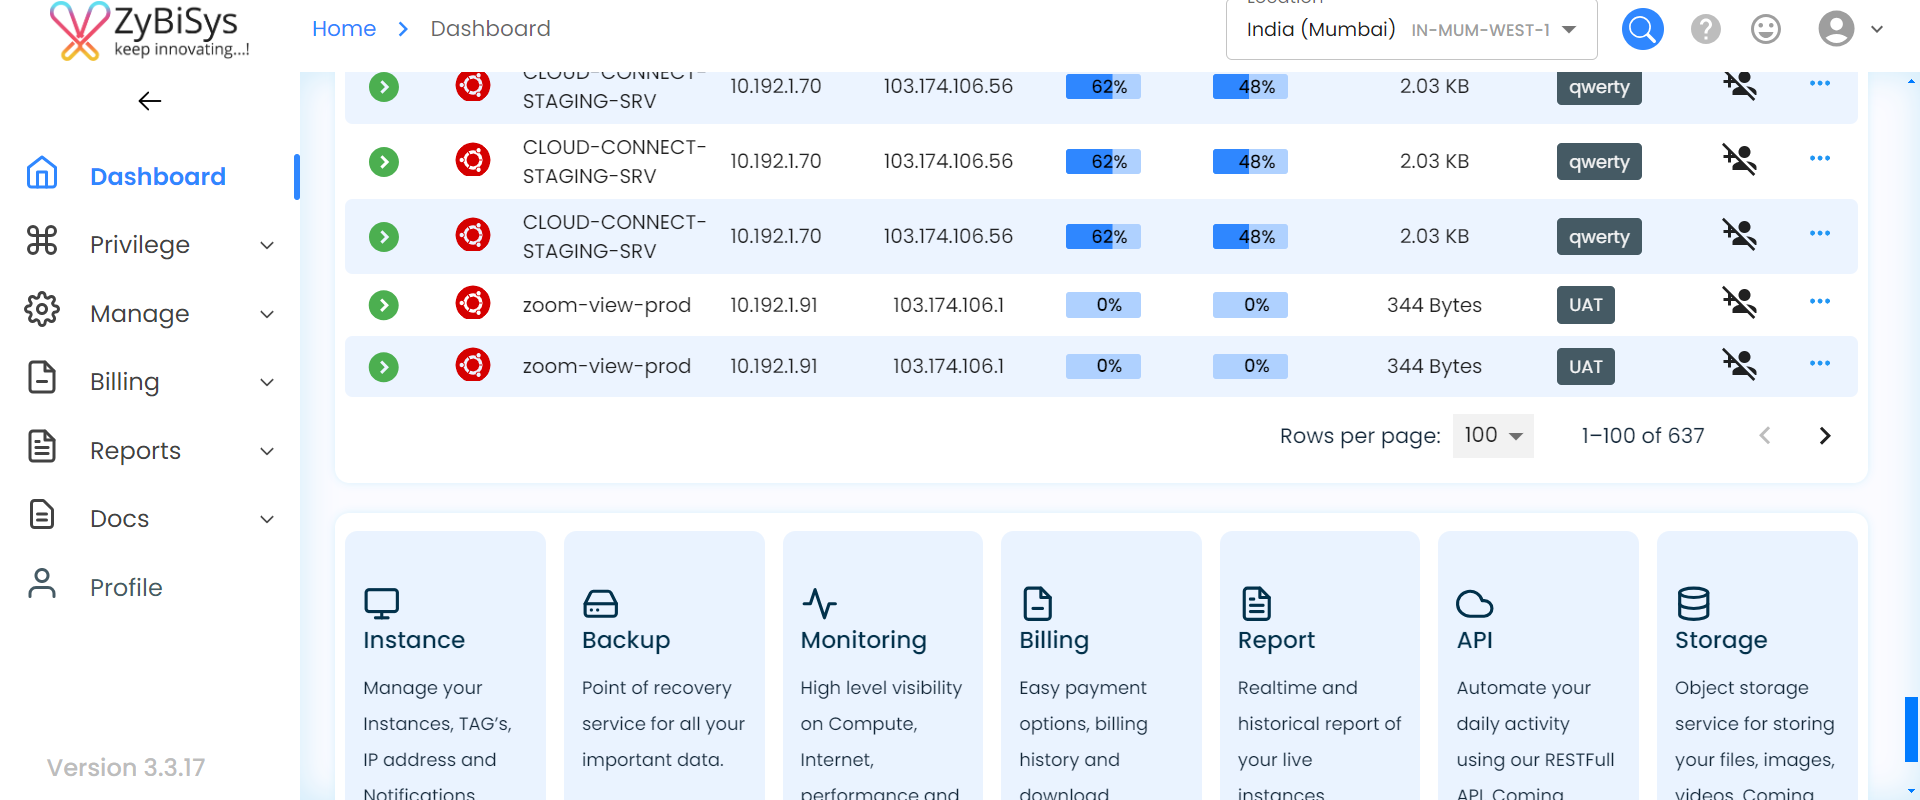 ZyBiSys
keep innovating...!
Home
Dashboard
Location
India (Mumbai) IN-MUM-WEST-1
Dashboard
Privilege
Manage
Billing
Reports
Docs
Profile
Version 3.3.17
CLOUD-CONNECT-
STAGING-SRV
10.192.1.70
103.174.106.56
62%
48%
2.03 KB
qwerty
CLOUD-CONNECT-
STAGING-SRV
10.192.1.70
103.174.106.56
62%
48%
2.03 KB
qwerty
CLOUD-CONNECT-
STAGING-SRV
10.192.1.70
103.174.106.56
62%
48%
2.03 KB
qwerty
zoom-view-prod
10.192.1.91
103.174.106.1
0%
0%
344 Bytes
UAT
zoom-view-prod
10.192.1.91
103.174.106.1
0%
0%
344 Bytes
UAT
Rows per page: 100 1–100 of 637
Instance
Manage your
Instances, TAG’s,
IP address and
Notifications
Backup
Point of recovery
service for all your
important data.
Monitoring
High level visibility
on Compute,
Internet,
performance and
Billing
Easy payment
options, billing
history and
download
Report
Realtime and
historical report of
your live
instances
API
Automate your
daily activity
using our RESTFull
API. Coming
Storage
Object storage
service for storing
your files, images,
videos. Coming